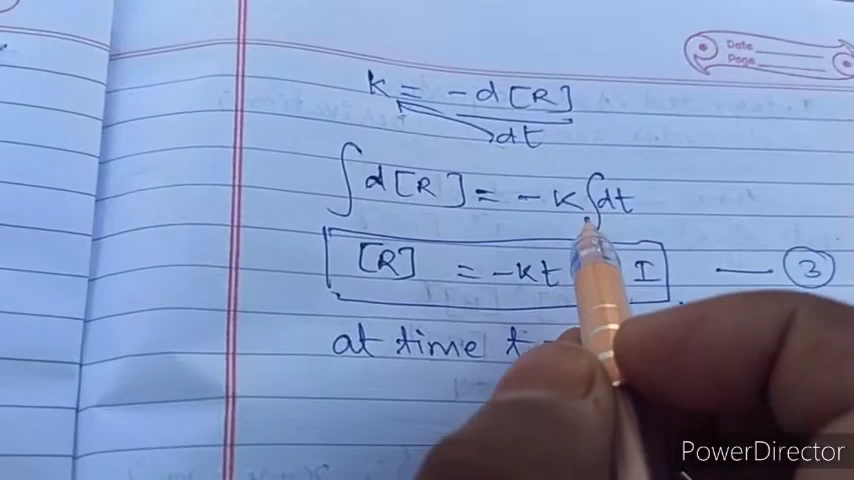 Date
Page
K = -d[R]
dt
∫d[R] = -K∫dt
[R] = -Kt I — 3
at time t
PowerDirector